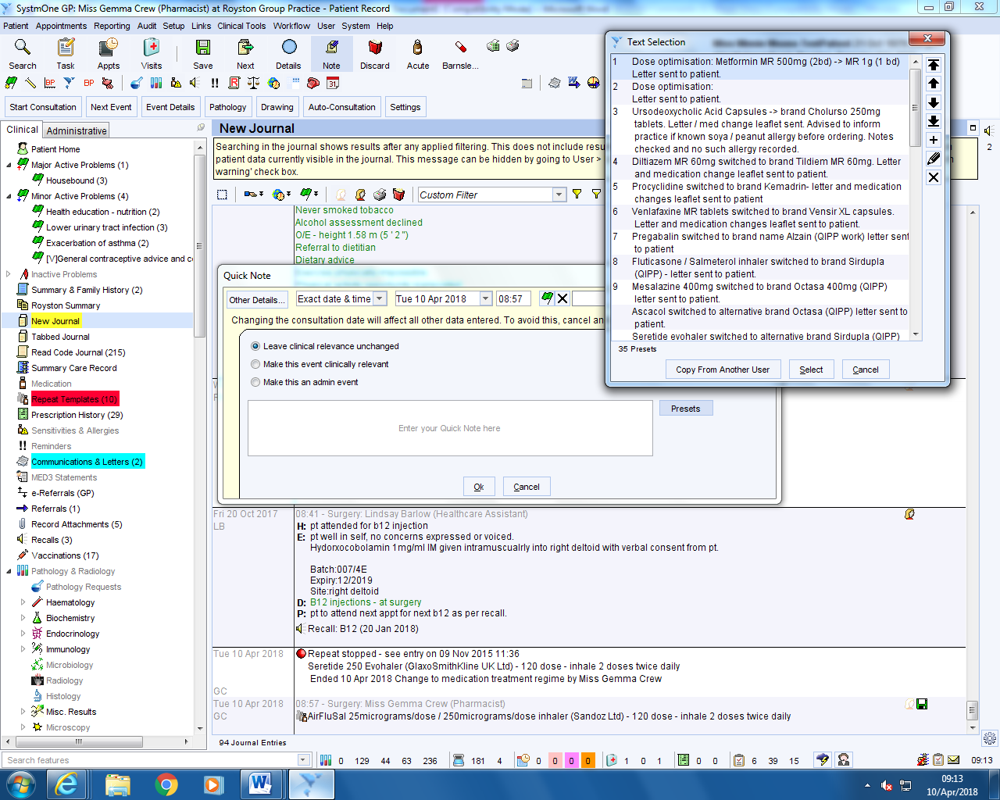 SystmOne GP: Miss Gemma Crew (Pharmacist) at Royston Group Practice - Patient Record
Patient Appointments Reporting Audit Setup Links Clinical Tools Workflow User System Help
Search Task Appts Visits Save Next Details Note Discard Acute Barnsle...
Start Consultation Next Event Event Details Pathology Drawing Auto-Consultation Settings
Clinical Administrative
Patient Home
Major Active Problems (1)
Housebound (3)
Minor Active Problems (4)
Health education - nutrition (2)
Lower urinary tract infection (3)
Exacerbation of asthma (2)
[V]General contraceptive advice and c
Inactive Problems
Summary & Family History (2)
Royston Summary
New Journal
Tabbed Journal
Read Code Journal (215)
Summary Care Record
Medication
Repeat Templates (10)
Prescription History (29)
Sensitivities & Allergies
Reminders
Communications & Letters (2)
MED3 Statements
e-Referrals (GP)
Referrals (1)
Record Attachments (5)
Recalls (3)
Vaccinations (17)
Pathology & Radiology
Pathology Requests
Haematology
Biochemistry
Endocrinology
Immunology
Microbiology
Radiology
Histology
Misc. Results
Microscopy
New Journal
2
Searching in the journal shows results after any applied filtering. This does not include resu
patient data currently visible in the journal. This message can be hidden by going to User >
warning' check box.
Custom Filter
Never smoked tobacco
Alcohol assessment declined
O/E - height 1.58 m (5 ' 2 ")
Referral to dietitian
Dietary advice
Quick Note
Other Details... Exact date & time Tue 10 Apr 2018 08:57
Changing the consultation date will affect all other data entered. To avoid this, cancel an
Leave clinical relevance unchanged
Make this event clinically relevant
Make this an admin event
Enter your Quick Note here
Presets
Ok Cancel
Text Selection
1 Dose optimisation: Metformin MR 500mg (2bd) -> MR 1g (1 bd)
Letter sent to patient.
2 Dose optimisation:
Letter sent to patient.
3 Ursodeoxycholic Acid Capsules -> brand Cholurso 250mg
tablets. Letter / med change leaflet sent. Advised to inform
practice if known soya / peanut allergy before ordering. Notes
checked and no such allergy recorded.
4 Diltiazem MR 60mg switched to brand Tildiem MR 60mg. Letter
and medication change leaflet sent to patient.
5 Procyclidine switched to brand Kemadrin- letter and medication
changes leaflet sent to patient
6 Venlafaxine MR tablets switched to brand Vensir XL capsules.
Letter and medication changes leaflet sent to patient.
7 Pregabalin switched to brand name Alzain (QIPP work) letter sent
to patient
8 Fluticasone / Salmeterol inhaler switched to brand Sirdupla
(QIPP) - letter sent to patient.
9 Mesalazine 400mg switched to brand Octasa 400mg (QIPP)
letter sent to patient.
Ascacol switched to alternative brand Octasa (QIPP) letter sent to
patient.
Seretide evohaler switched to alternative brand Sirdupla (QIPP)
35 Presets
Copy From Another User Select Cancel
Fri 20 Oct 2017 08:41 - Surgery: Lindsay Barlow (Healthcare Assistant)
LB H: pt attended for b12 injection
E: pt well in self, no concerns expressed or voiced.
Hydorxocobolamin 1mg/ml IM given intramuscualrly into right deltoid with verbal consent from pt.
Batch:007/4E
Expiry:12/2019
Site:right deltoid
D: B12 injections - at surgery
P: pt to attend next appt for next b12 as per recall.
Recall: B12 (20 Jan 2018)
Tue 10 Apr 2018 Repeat stopped - see entry on 09 Nov 2015 11:36
Seretide 250 Evohaler (GlaxoSmithKline UK Ltd) - 120 dose - inhale 2 doses twice daily
Ended 10 Apr 2018 Change to medication treatment regime by Miss Gemma Crew
GC
Tue 10 Apr 2018 08:57 - Surgery: Miss Gemma Crew (Pharmacist)
GC AirFluSal 25micrograms/dose / 250micrograms/dose inhaler (Sandoz Ltd) - 120 dose - inhale 2 doses twice daily
94 Journal Entries
Search features 0 129 44 63 236 181 4 0 0 0 0 1 0 1 0 0 6 39 15 09:13
09:13
10/Apr/2018